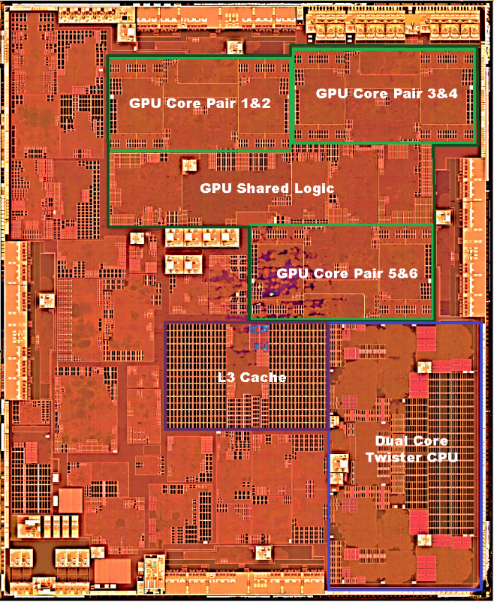 GPU Core Pair 1&2
GPU Core Pair 3&4
GPU Shared Logic
GPU Core Pair 5&6
L3 Cache
Dual Core
Twister CPU